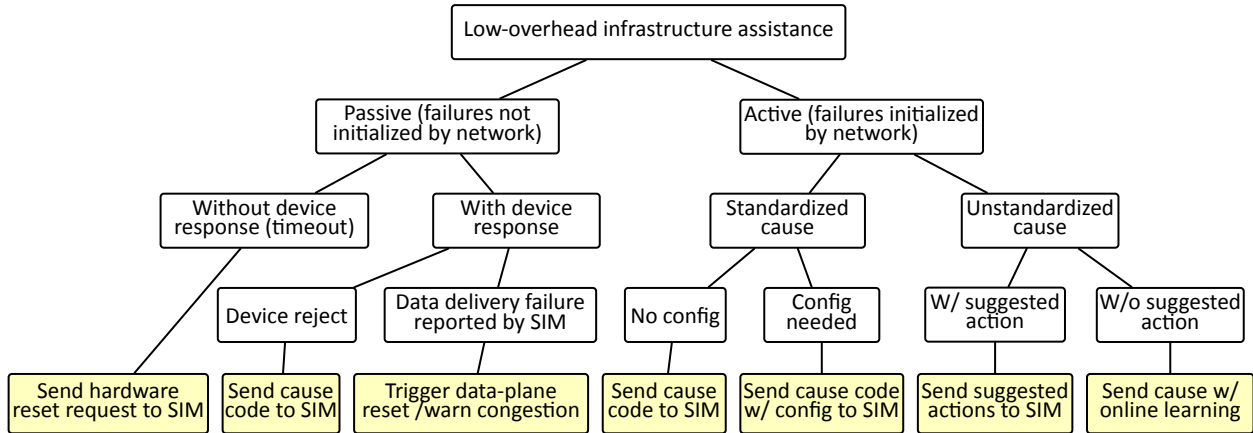 Low-overhead infrastructure assistance
Passive (failures not
initialized by network)
Active (failures initialized
by network)
Without device
response (timeout)
With device
response
Standardized
cause
Unstandardized
cause
Device reject
Data delivery failure
reported by SIM
No config
Config
needed
W/ suggested
action
W/o suggested
action
Send hardware
reset request to SIM
Send cause
code to SIM
Trigger data-plane
reset /warn congestion
Send cause
code to SIM
Send cause code
w/ config to SIM
Send suggested
actions to SIM
Send cause w/
online learning